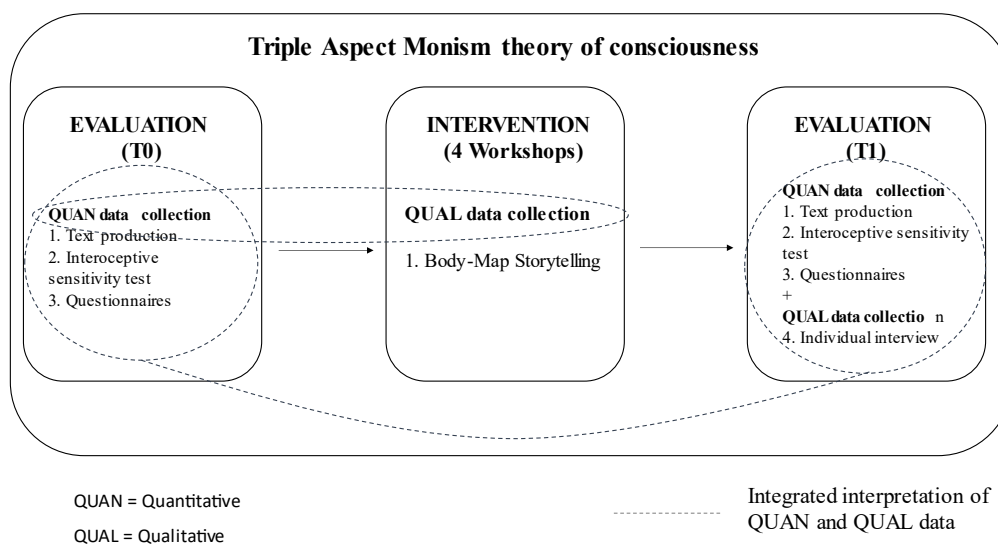 Triple Aspect Monism theory of consciousness
EVALUATION
(T0)
QUAN data collection
1. Text production
2. Interoceptive
sensitivity test
3. Questionnaires
INTERVENTION
(4 Workshops)
QUAL data collection
1. Body-Map Storytelling
EVALUATION
(T1)
QUAN data collection
1. Text production
2. Interoceptive sensitivity
test
3. Questionnaires
+
QUAL data collectio n
4. Individual interview
QUAN = Quantitative
QUAL = Qualitative
Integrated interpretation of
QUAN and QUAL data